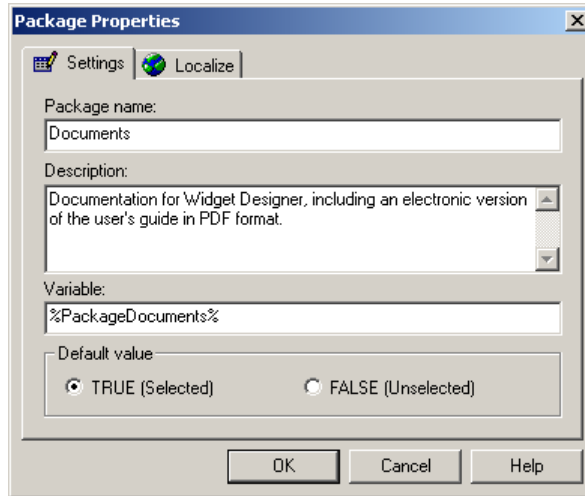 Package Properties
Settings Localize
Package name:
Documents
Description:
Documentation for Widget Designer, including an electronic version
of the user's guide in PDF format.
Variable:
%PackageDocuments%
Default value
TRUE (Selected) FALSE (Unselected)
OK Cancel Help